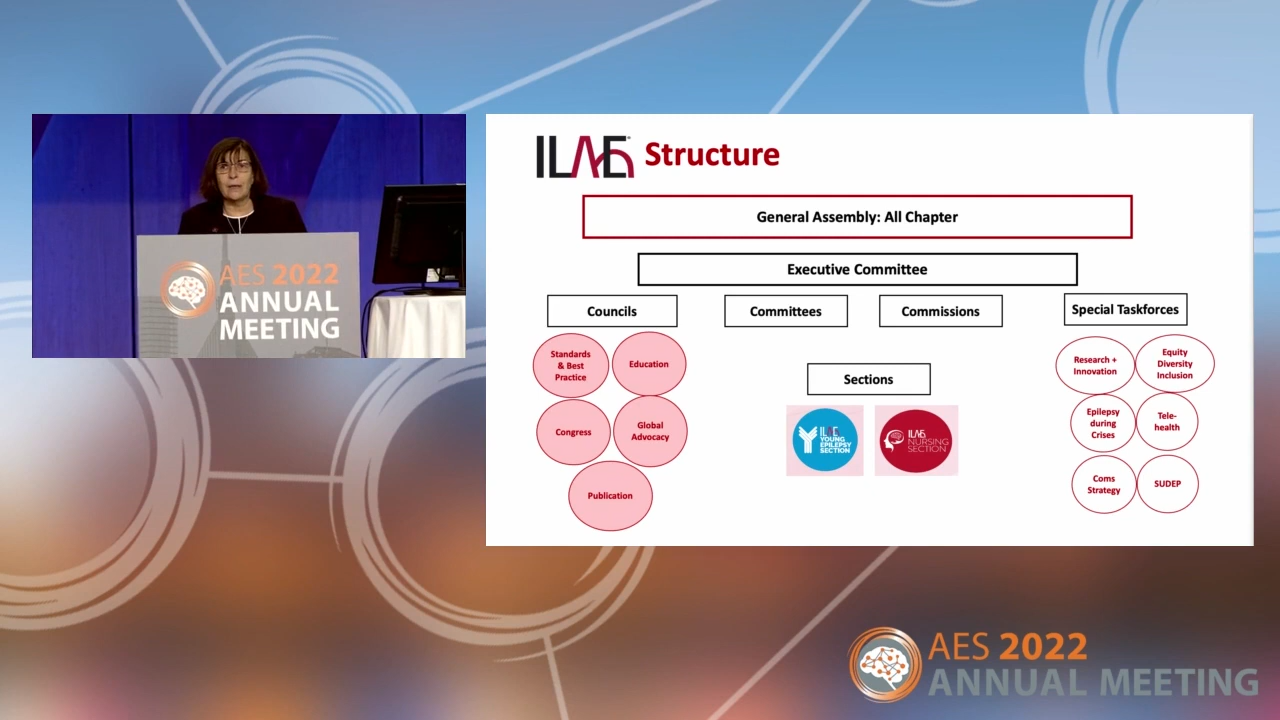 AES 2022
ANNUAL
MEETING
ILAE Structure
General Assembly: All Chapter
Executive Committee
Councils
Committees
Commissions
Special Taskforces
Standards
& Best
Practice
Education
Congress
Global
Advocacy
Publication
Sections
ILAE
YOUNG
EPILEPSY
SECTION
ILAE
NURSING
SECTION
Research +
Innovation
Equity
Diversity
Inclusion
Epilepsy
during
Crises
Tele-
health
Coms
Strategy
SUDEP
AES 2022
ANNUAL MEETING